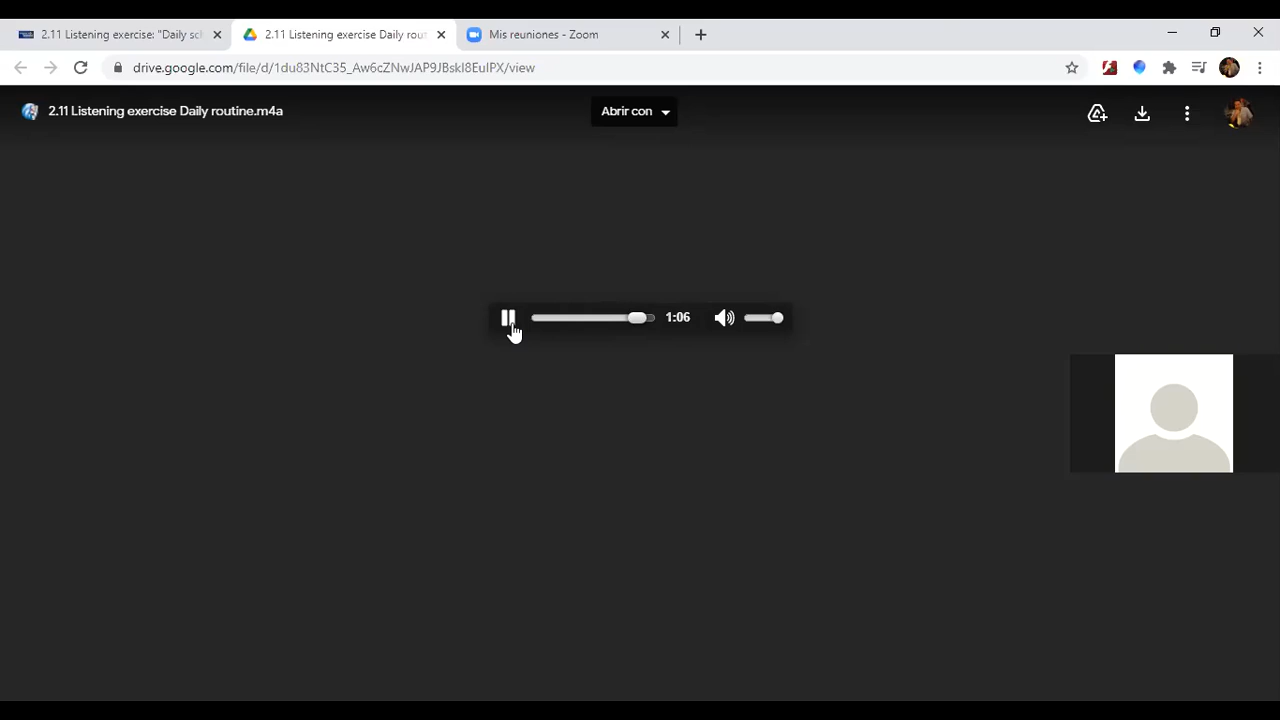 2.11 Listening exercise: "Daily sch
2.11 Listening exercise Daily rout
Mis reuniones - Zoom
drive.google.com/file/d/1du83NtC35_Aw6cZNwJAP9JBskI8EuIPX/view
2.11 Listening exercise Daily routine.m4a
Abrir con
1:06